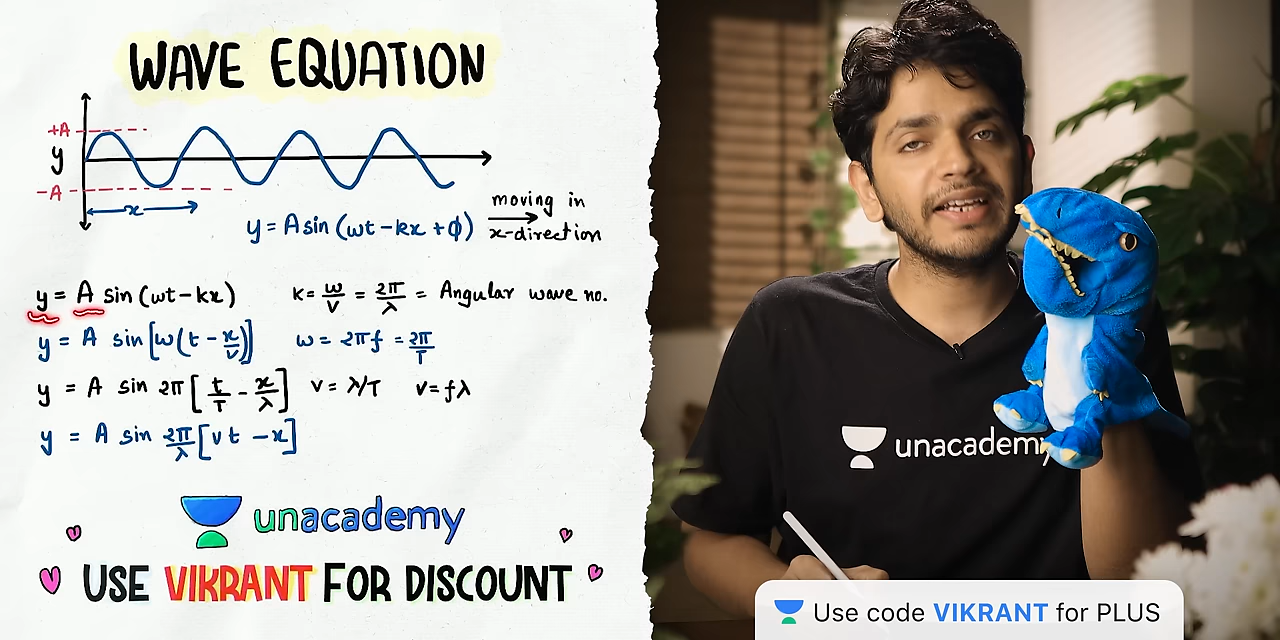 WAVE EQUATION
+A
y
-A
x
y = A sin (ωt - kx + ϕ)
moving in
x-direction
y = A sin (ωt - kx)
K = ω/V = 2π/λ = Angular wave no.
y = A sin [ω(t - x/v)]
ω = 2πf = 2π/T
y = A sin 2π [t/T - x/λ]
V = λ/T
V = fλ
y = A sin 2π/λ [vt - x]
unacademy
USE VIKRANT FOR DISCOUNT
unacademy
Use code VIKRANT for PLUS